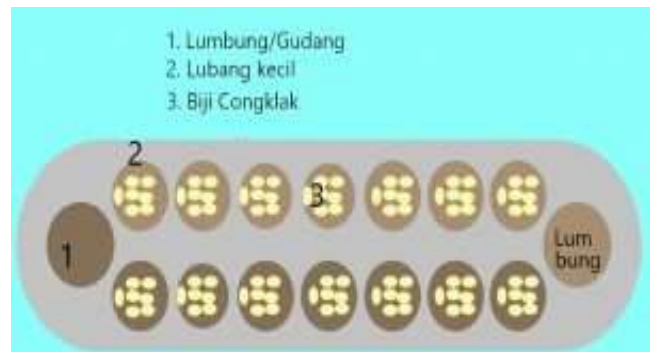 1. Lumbung/Gudang
2. Lubang kecil
3. Biji Congklak
2
3
1
Lum
bung